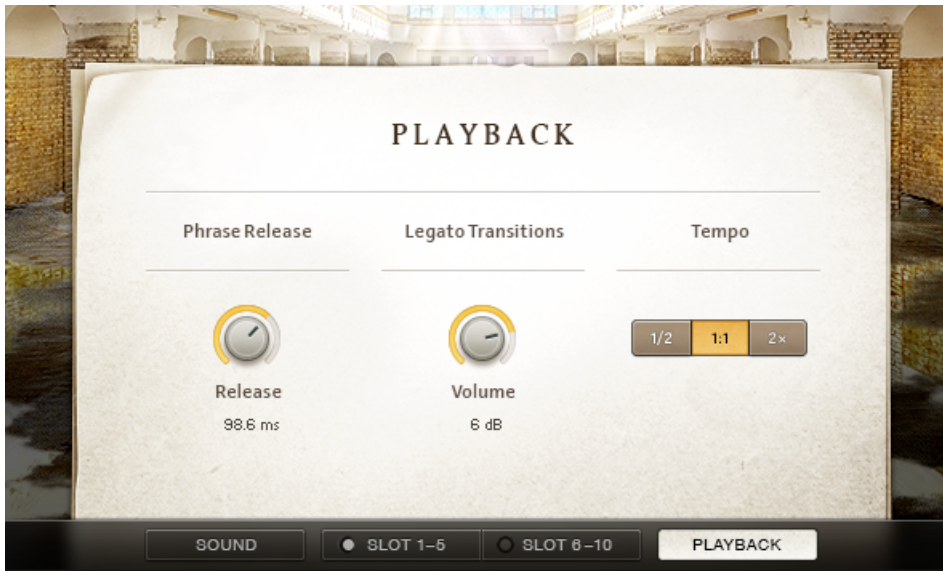 PLAYBACK
Phrase Release
Legato Transitions
Tempo
1/2
1:1
2×
Release
Volume
98.6 ms
6 dB
SOUND
SLOT 1–5
SLOT 6–10
PLAYBACK